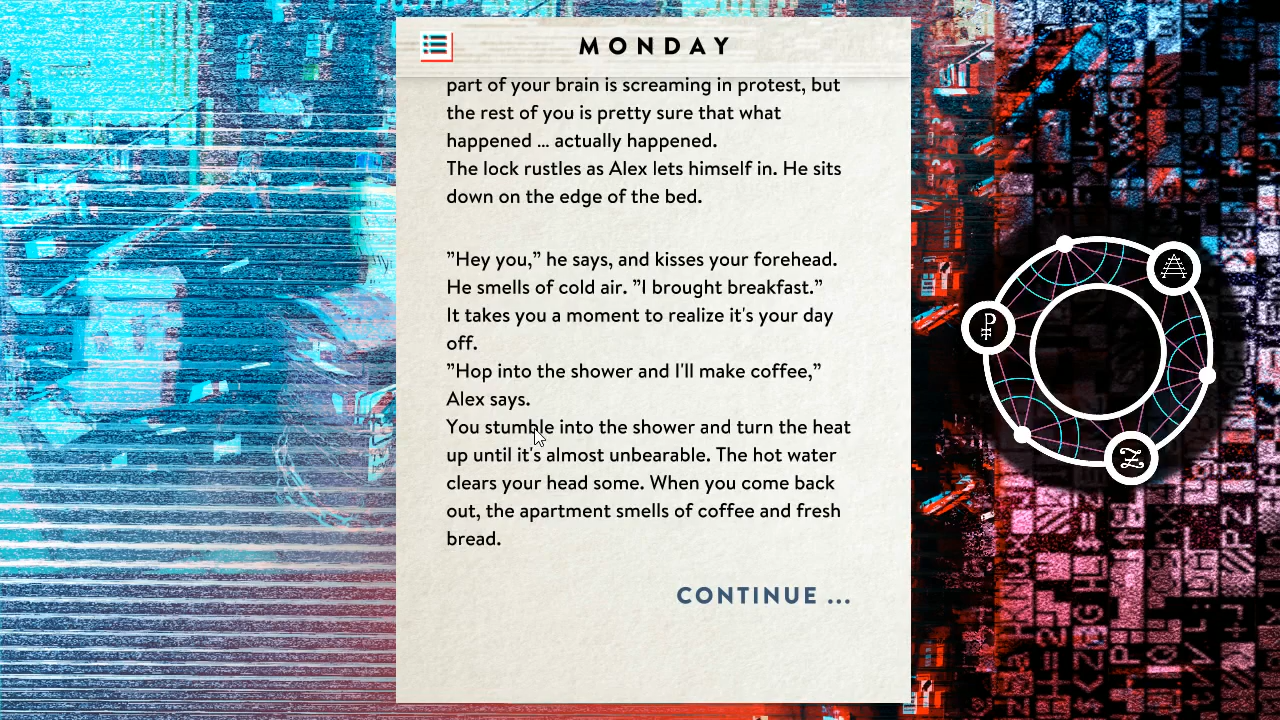 MONDAY
part of your brain is screaming in protest, but
the rest of you is pretty sure that what
happened ... actually happened.
The lock rustles as Alex lets himself in. He sits
down on the edge of the bed.
”Hey you,” he says, and kisses your forehead.
He smells of cold air. ”I brought breakfast.”
It takes you a moment to realize it's your day
off.
”Hop into the shower and I'll make coffee,”
Alex says.
You stumble into the shower and turn the heat
up until it's almost unbearable. The hot water
clears your head some. When you come back
out, the apartment smells of coffee and fresh
bread.
CONTINUE ...